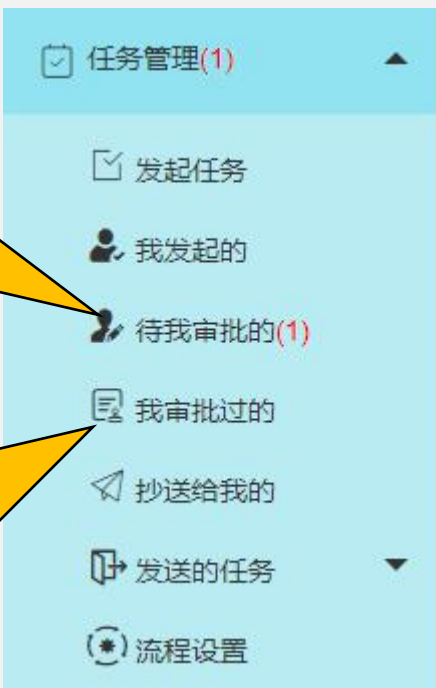 任务管理(1)
发起任务
我发起的
待我审批的(1)
我审批过的
抄送给我的
发送的任务
流程设置